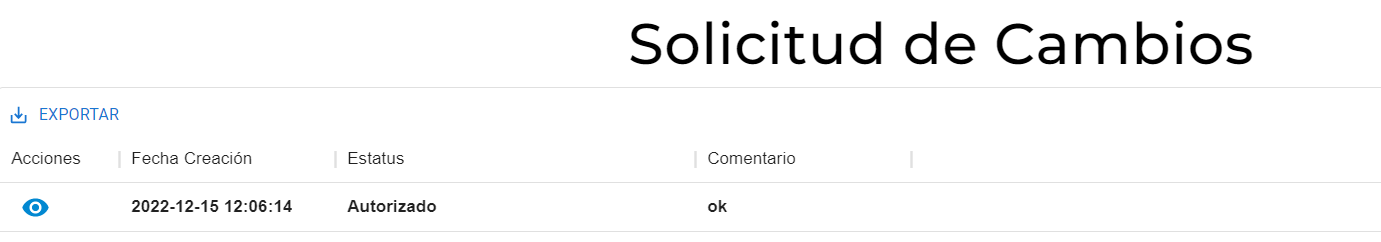 Solicitud de Cambios
EXPORTAR
Acciones Fecha Creación Estatus Comentario
2022-12-15 12:06:14 Autorizado ok